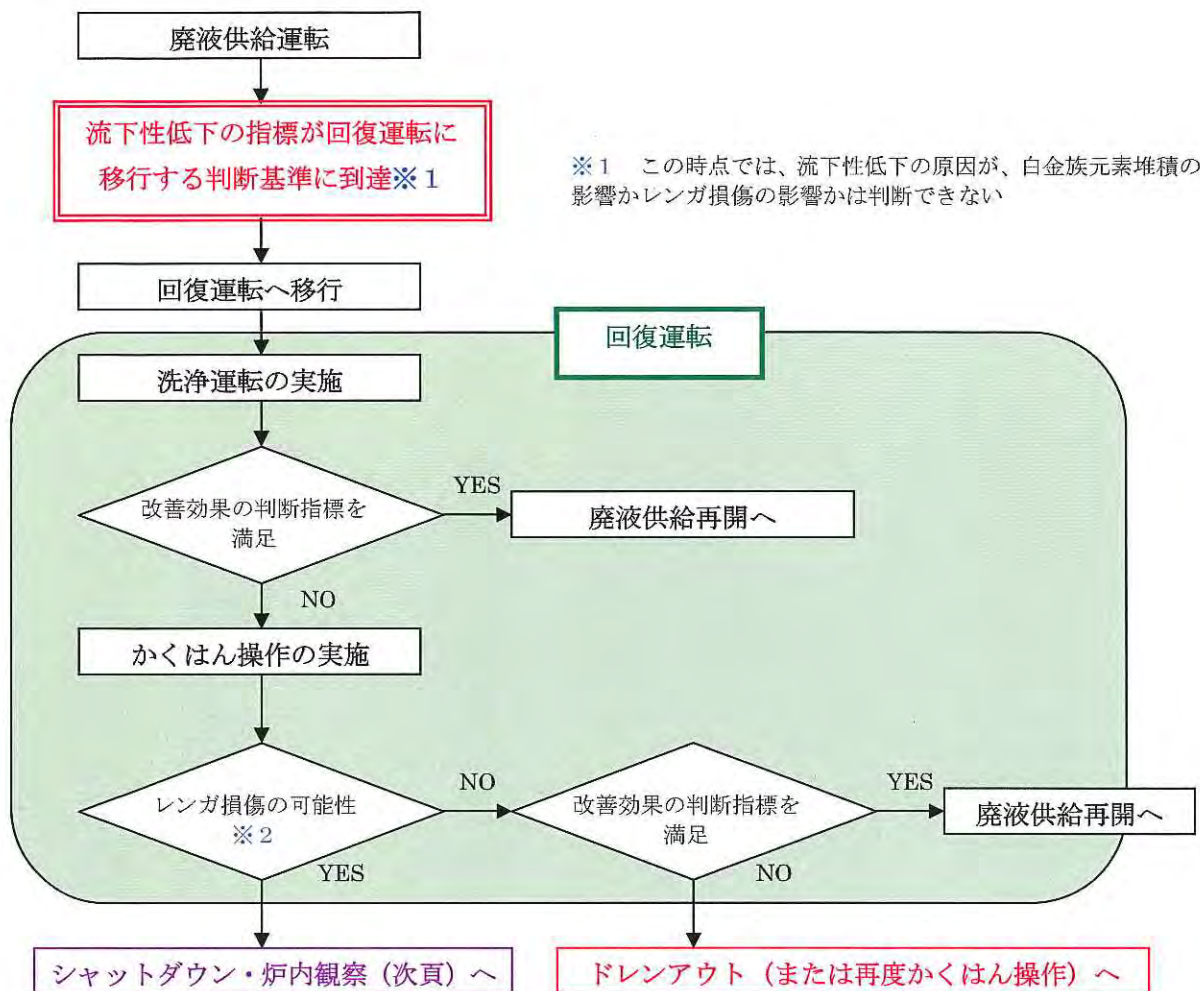 廃液供給運転
流下性低下の指標が回復運転に
移行する判断基準に到達※1
※1 この時点では、流下性低下の原因が、白金族元素堆積の
影響かレンガ損傷の影響かは判断できない
回復運転へ移行
回復運転
洗浄運転の実施
改善効果の判断指標を
満足
YES
廃液供給再開へ
NO
かくはん操作の実施
レンガ損傷の可能性
※2
NO
改善効果の判断指標を
満足
YES
廃液供給再開へ
YES
NO
シャットダウン・炉内観察（次頁）へ
ドレンアウト（または再度かくはん操作）へ